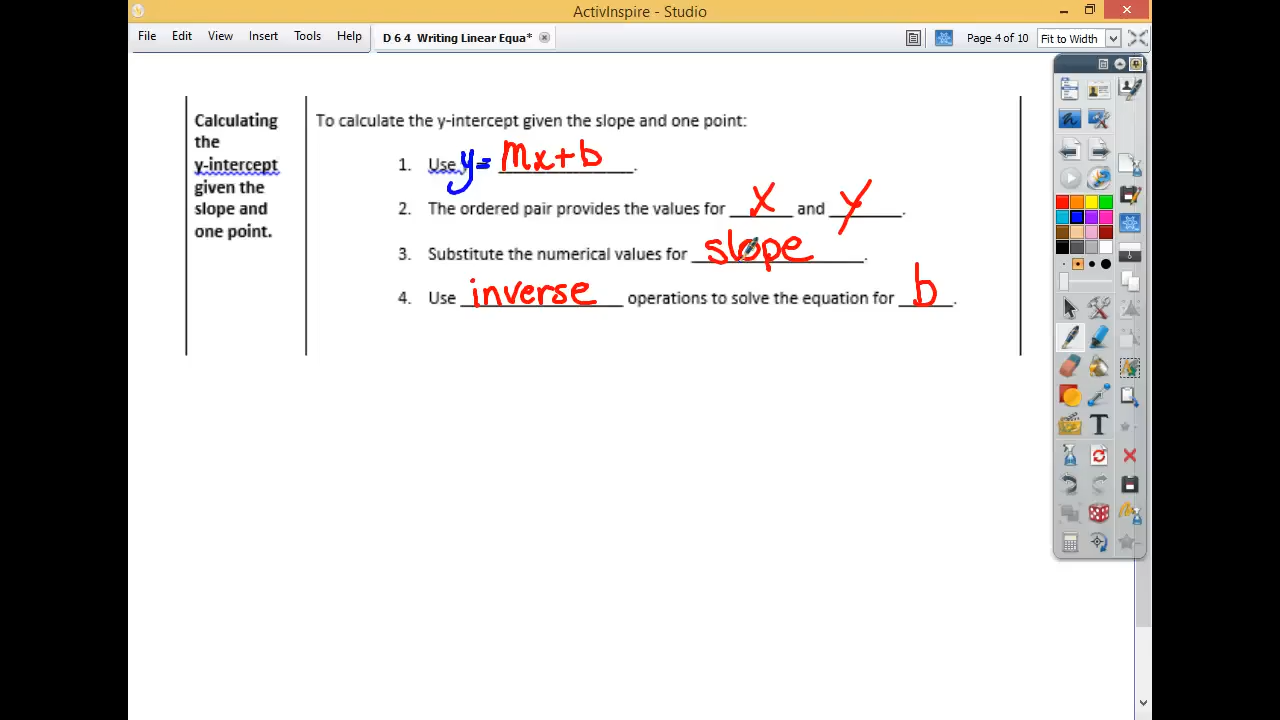 ActivInspire - Studio
File Edit View Insert Tools Help D 6 4 Writing Linear Equa* Page 4 of 10 Fit to Width
Calculating
the
y-intercept
given the
slope and
one point.
To calculate the y-intercept given the slope and one point:
1. Use y= mx+b.
2. The ordered pair provides the values for x and y.
3. Substitute the numerical values for slope.
4. Use inverse operations to solve the equation for b.
T